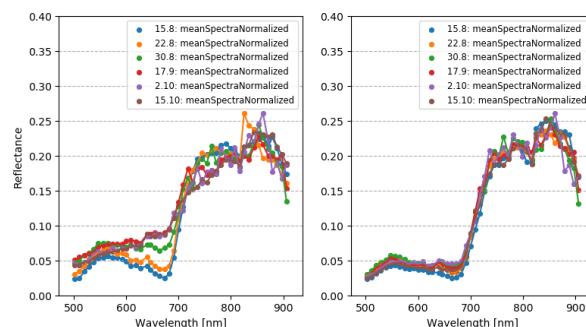 0.40
0.35
0.30
0.25
0.20
0.15
0.10
0.05
0.00
Reflectance
15.8: meanSpectraNormalized
22.8: meanSpectraNormalized
30.8: meanSpectraNormalized
17.9: meanSpectraNormalized
2.10: meanSpectraNormalized
15.10: meanSpectraNormalized
500 600 700 800 900
Wavelength [nm]
0.40
0.35
0.30
0.25
0.20
0.15
0.10
0.05
0.00
15.8: meanSpectraNormalized
22.8: meanSpectraNormalized
30.8: meanSpectraNormalized
17.9: meanSpectraNormalized
2.10: meanSpectraNormalized
15.10: meanSpectraNormalized
500 600 700 800 900
Wavelength [nm]